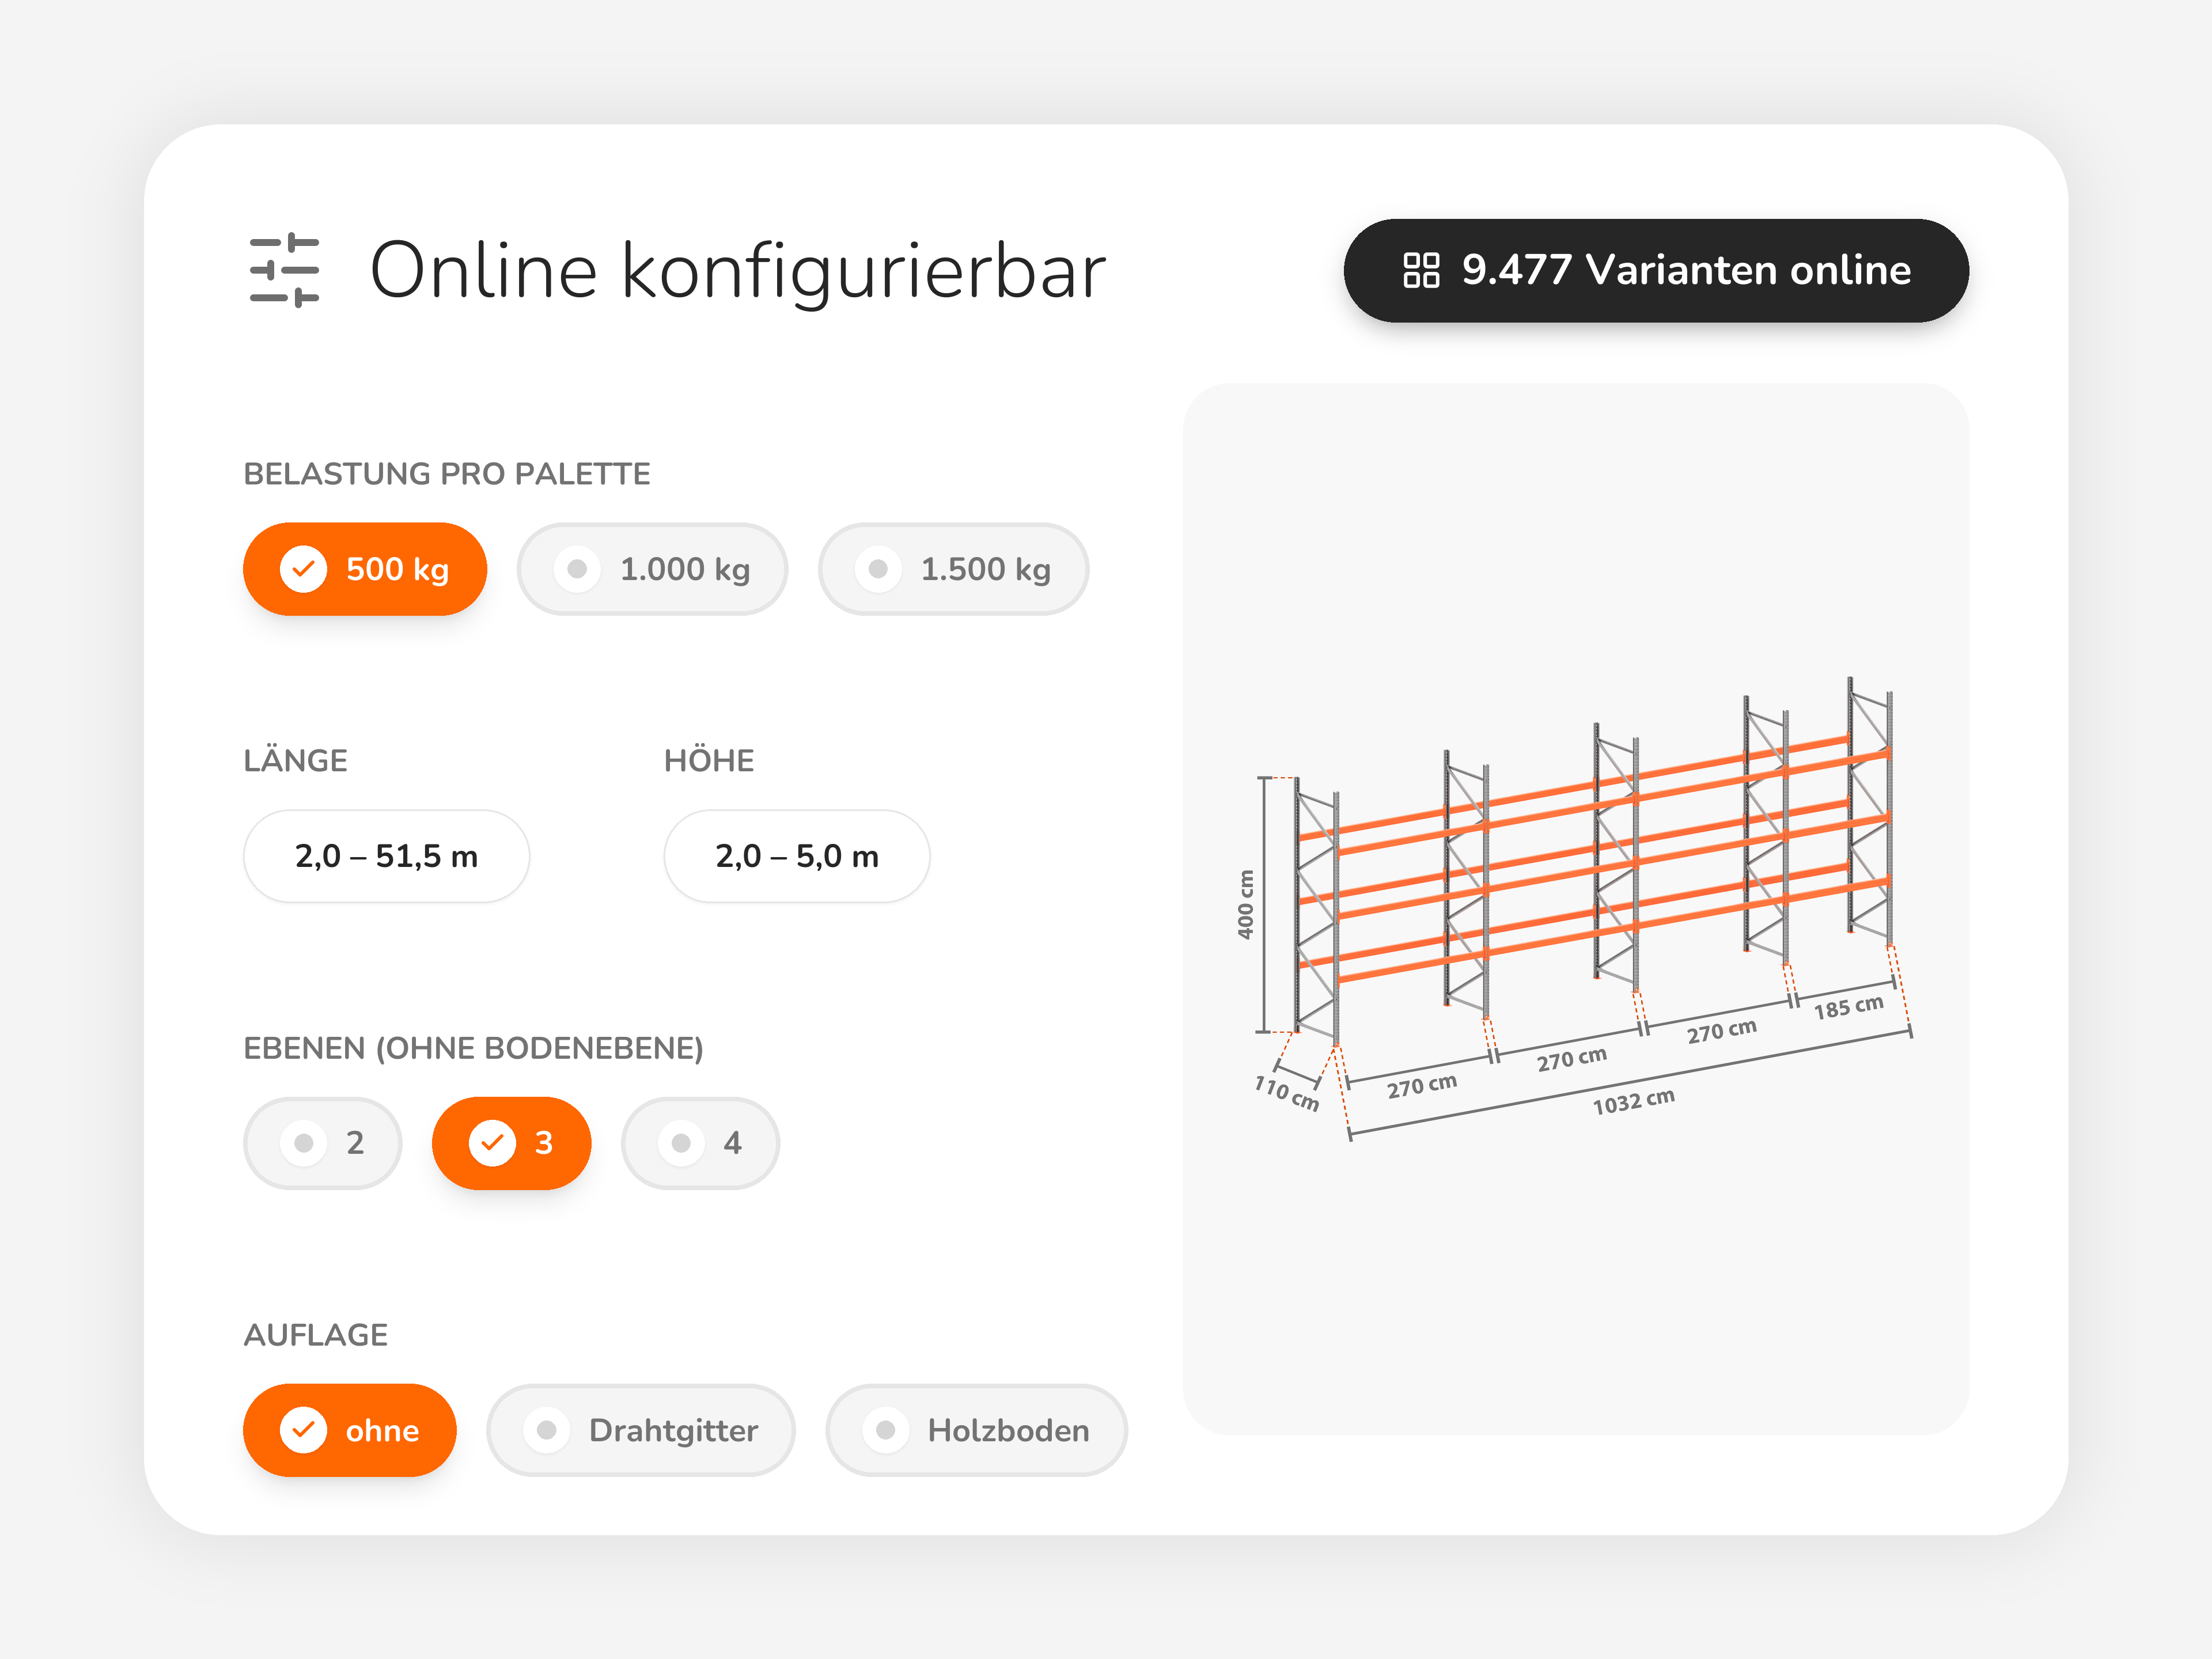 Online konfigurierbar
9.477 Varianten online
BELASTUNG PRO PALETTE
500 kg
1.000 kg
1.500 kg
LÄNGE
HÖHE
2,0 – 51,5 m
2,0 – 5,0 m
EBENEN (OHNE BODENEBENE)
2
3
4
AUFLAGE
ohne
Drahtgitter
Holzboden
400 cm
110 cm
270 cm
270 cm
270 cm
185 cm
1032 cm